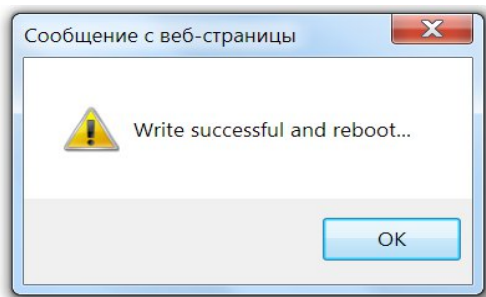 Сообщение с веб-страницы
Write successful and reboot...
OK